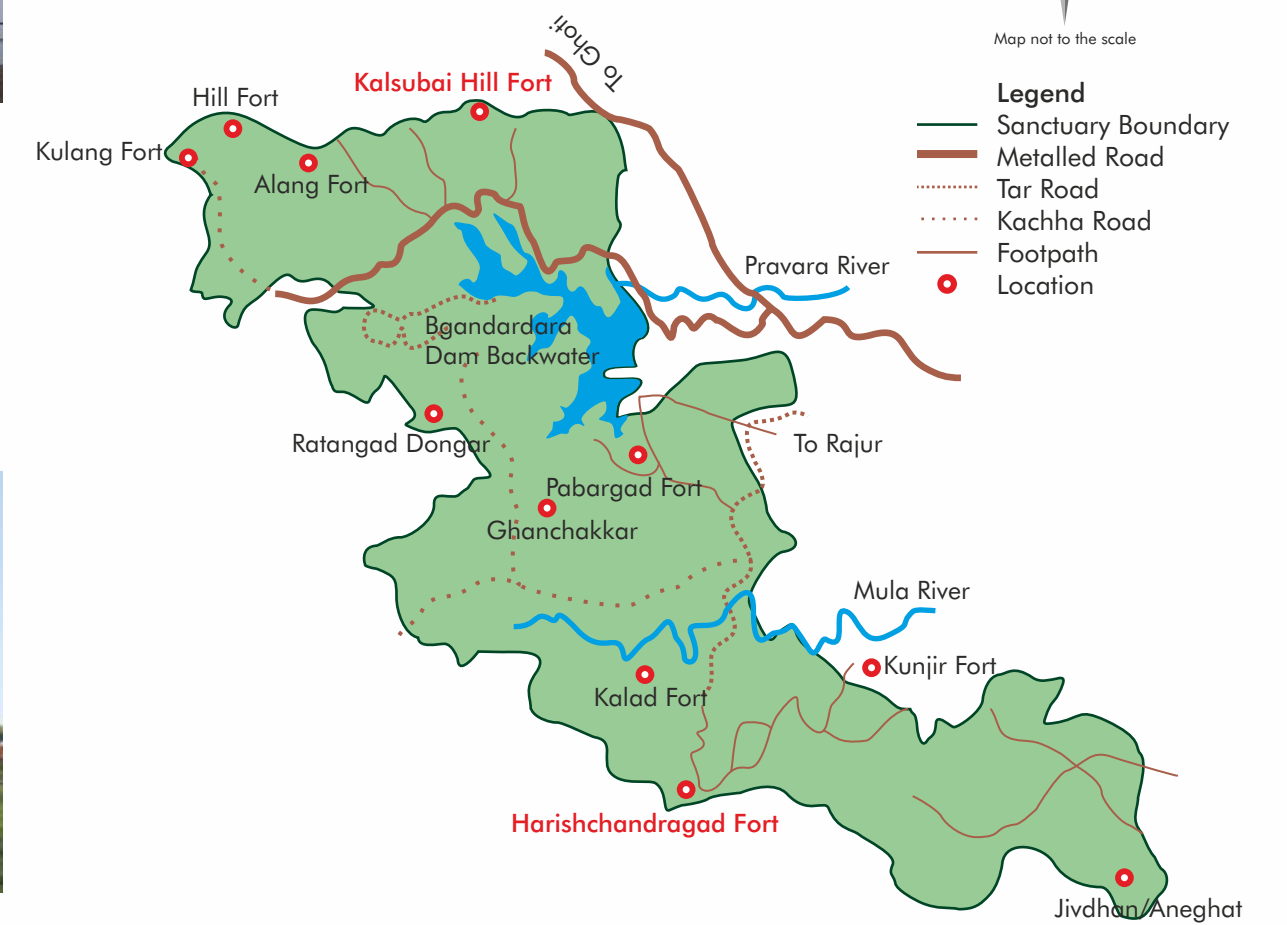 To Ghoti
Map not to the scale
Kalsubai Hill Fort
Hill Fort
Kulang Fort
Alang Fort
Legend
Sanctuary Boundary
Metalled Road
Tar Road
Kachha Road
Footpath
Location
Pravara River
Bgandardara
Dam Backwater
Ratangad Dongar
To Rajur
Pabargad Fort
Ghanchakkar
Mula River
Kunjir Fort
Kalad Fort
Harishchandragad Fort
Jivdhan/Aneghat